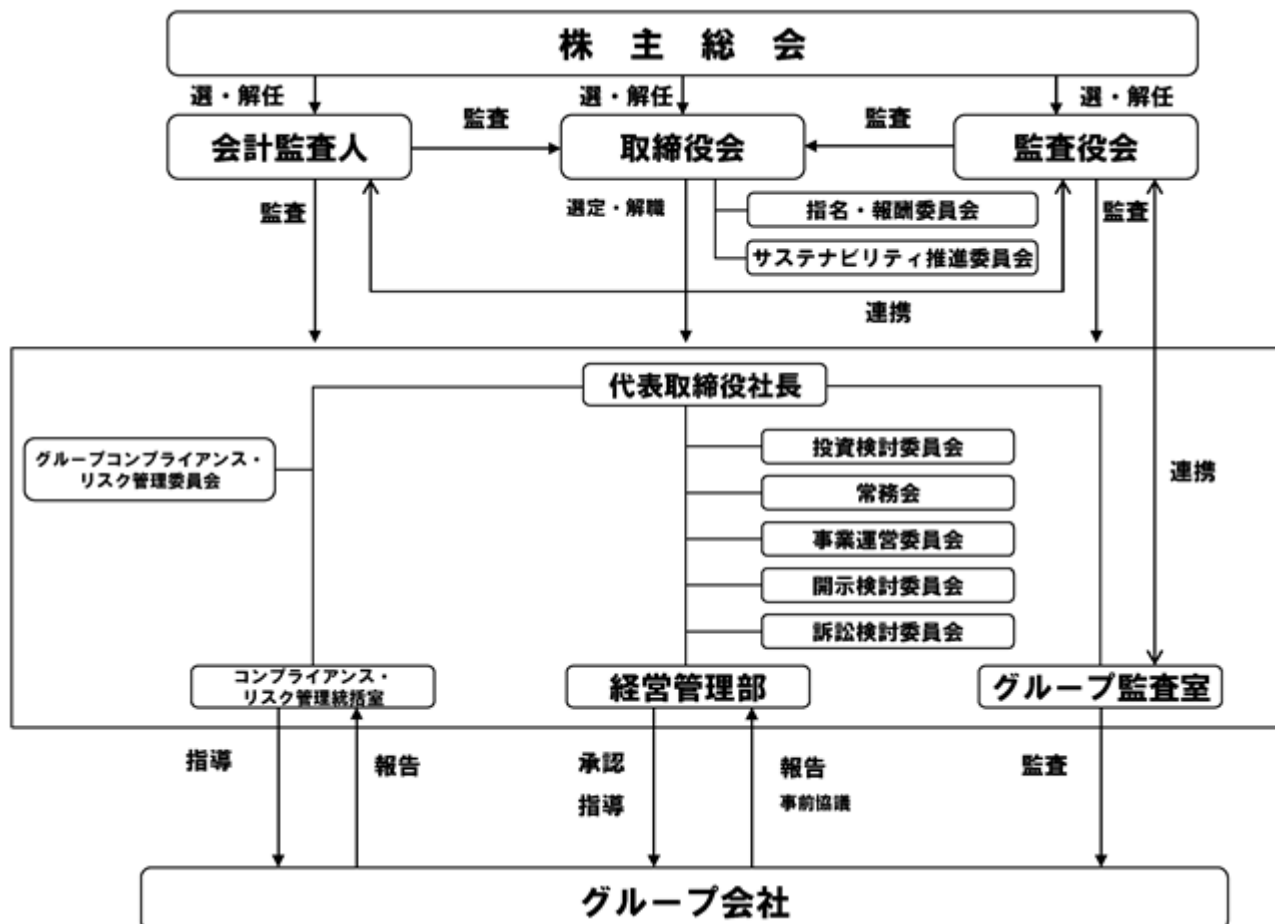 株 主 総 会
選・解任
選・解任
選・解任
会計監査人
監査
取締役会
監査
監査役会
監査
選定・解職
指名・報酬委員会
監査
サステナビリティ推進委員会
連携
代表取締役社長
グループコンプライアンス・
リスク管理委員会
投資検討委員会
連携
常務会
事業運営委員会
開示検討委員会
訴訟検討委員会
コンプライアンス・
リスク管理統括室
経営管理部
グループ監査室
指導
報告
承認
指導
報告
事前協議
監査
グループ会社